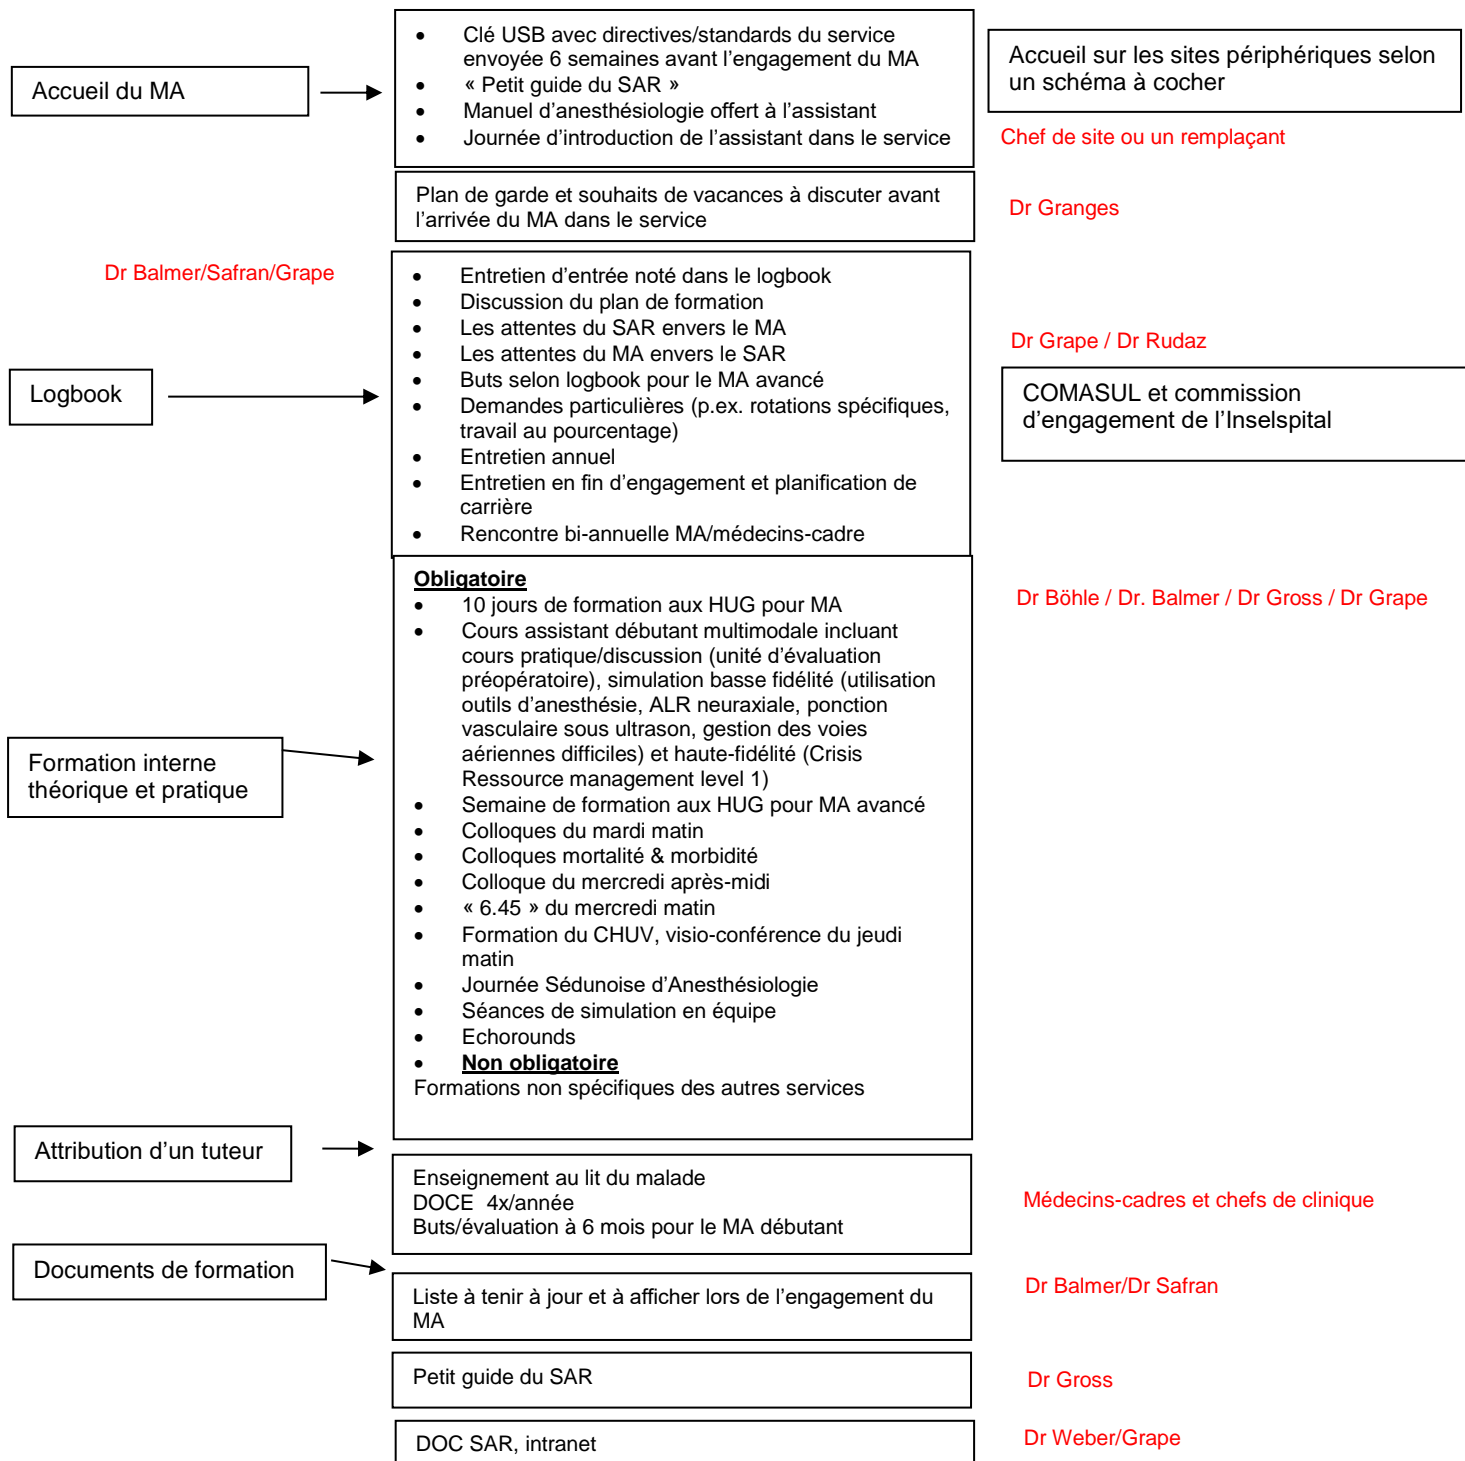 Accueil du MA
• Clé USB avec directives/standards du service
envoyée 6 semaines avant l'engagement du MA
• « Petit guide du SAR »
• Manuel d'anesthésiologie offert à l'assistant
• Journée d'introduction de l'assistant dans le service
Accueil sur les sites périphériques selon
un schéma à cocher
Chef de site ou un remplaçant
Plan de garde et souhaits de vacances à discuter avant
l'arrivée du MA dans le service
Dr Granges
Dr Balmer/Safran/Grape
Logbook
• Entretien d'entrée noté dans le logbook
• Discussion du plan de formation
• Les attentes du SAR envers le MA
• Les attentes du MA envers le SAR
• Buts selon logbook pour le MA avancé
• Demandes particulières (p.ex. rotations spécifiques,
travail au pourcentage)
• Entretien annuel
• Entretien en fin d'engagement et planification de
carrière
• Rencontre bi-annuelle MA/médecins-cadre
Dr Grape / Dr Rudaz
COMASUL et commission
d'engagement de l'Inselspital
Formation interne
théorique et pratique
Obligatoire
• 10 jours de formation aux HUG pour MA
• Cours assistant débutant multimodale incluant
cours pratique/discussion (unité d'évaluation
préopératoire), simulation basse fidélité (utilisation
outils d'anesthésie, ALR neuraxiale, ponction
vasculaire sous ultrason, gestion des voies
aériennes difficiles) et haute-fidélité (Crisis
Ressource management level 1)
• Semaine de formation aux HUG pour MA avancé
• Colloques du mardi matin
• Colloques mortalité & morbidité
• Colloque du mercredi après-midi
• « 6.45 » du mercredi matin
• Formation du CHUV, visio-conférence du jeudi
matin
• Journée Sédunoise d'Anesthésiologie
• Séances de simulation en équipe
• Echorounds
• Non obligatoire
Formations non spécifiques des autres services
Dr Böhle / Dr. Balmer / Dr Gross / Dr Grape
Attribution d'un tuteur
Enseignement au lit du malade
DOCE 4x/année
Buts/évaluation à 6 mois pour le MA débutant
Médecins-cadres et chefs de clinique
Documents de formation
Liste à tenir à jour et à afficher lors de l'engagement du
MA
Dr Balmer/Dr Safran
Petit guide du SAR
Dr Gross
DOC SAR, intranet
Dr Weber/Grape